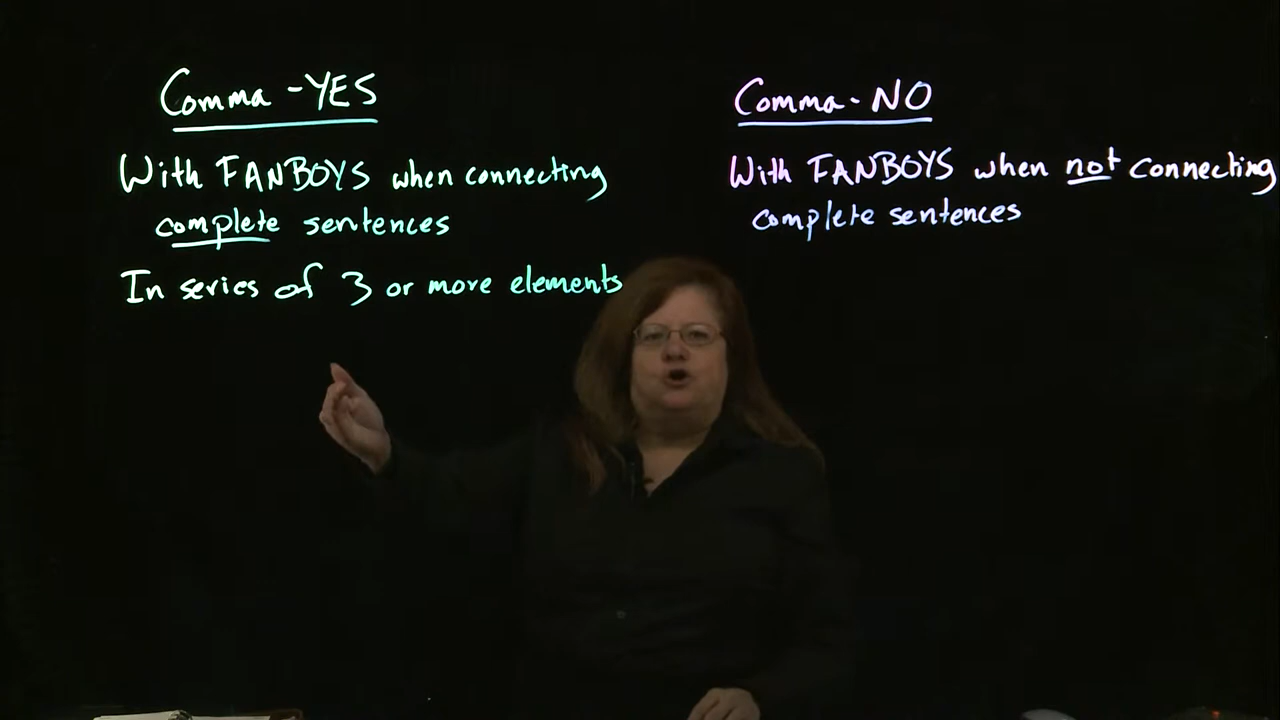 Comma - YES
With FANBOYS when connecting
complete sentences
In series of 3 or more elements
Comma - NO
With FANBOYS when not connecting
complete sentences